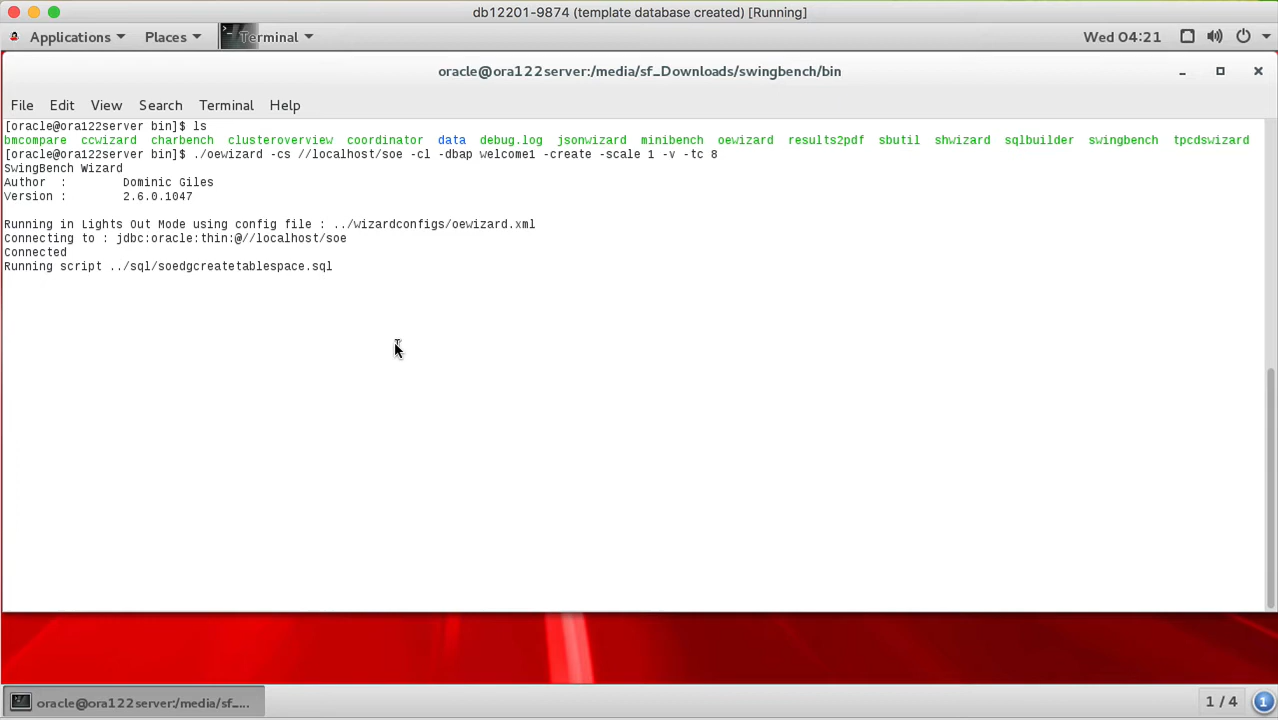 db12201-9874 (template database created) [Running]
Applications Places Terminal Wed 04:21
oracle@ora122server:/media/sf_Downloads/swingbench/bin
File Edit View Search Terminal Help
[oracle@ora122server bin]$ ls
bmcompare ccwizard charbench clusteroverview coordinator data debug.log jsonwizard minibench oewizard results2pdf sbutil shwizard sqlbuilder swingbench tpcdswizard
[oracle@ora122server bin]$ ./oewizard -cs //localhost/soe -cl -dbap welcome1 -create -scale 1 -v -tc 8
SwingBench Wizard
Author : Dominic Giles
Version : 2.6.0.1047
Running in Lights Out Mode using config file : ../wizardconfigs/oewizard.xml
Connecting to : jdbc:oracle:thin:@//localhost/soe
Connected
Running script ../sql/soedgcreatetablespace.sql
oracle@ora122server:/media/sf_... 1 / 4 1